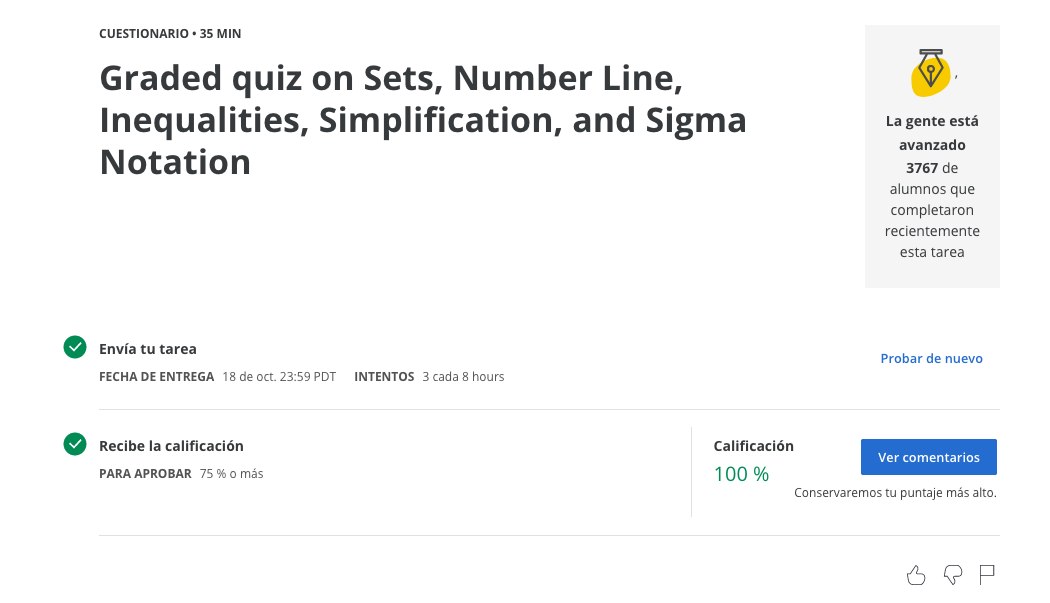 CUESTIONARIO • 35 MIN
Graded quiz on Sets, Number Line,
Inequalities, Simplification, and Sigma
Notation
,
La gente está
avanzado
3767 de
alumnos que
completaron
recientemente
esta tarea
Envía tu tarea
FECHA DE ENTREGA 18 de oct. 23:59 PDT INTENTOS 3 cada 8 hours
Probar de nuevo
Recibe la calificación
PARA APROBAR 75 % o más
Calificación
100 %
Ver comentarios
Conservaremos tu puntaje más alto.